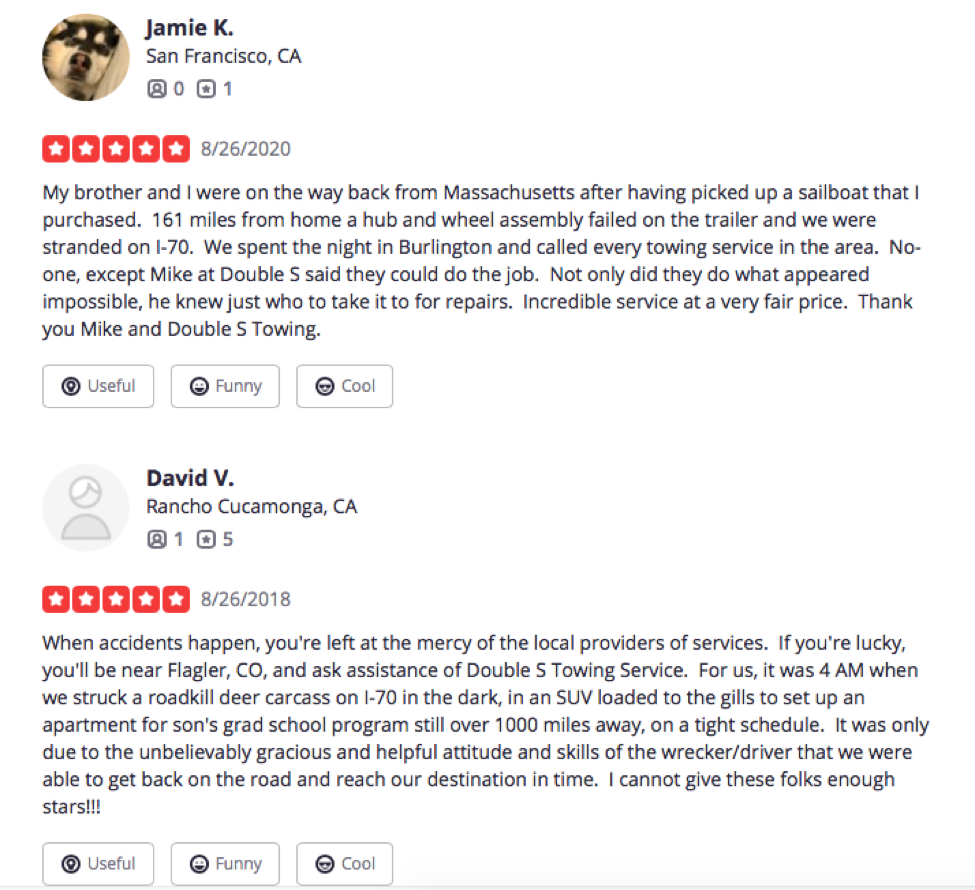 Jamie K.
San Francisco, CA
0 1
8/26/2020
My brother and I were on the way back from Massachusetts after having picked up a sailboat that I
purchased.  161 miles from home a hub and wheel assembly failed on the trailer and we were
stranded on I-70.  We spent the night in Burlington and called every towing service in the area.  No-
one, except Mike at Double S said they could do the job.  Not only did they do what appeared
impossible, he knew just who to take it to for repairs.  Incredible service at a very fair price.  Thank
you Mike and Double S Towing.
Useful Funny Cool
David V.
Rancho Cucamonga, CA
1 5
8/26/2018
When accidents happen, you're left at the mercy of the local providers of services.  If you're lucky,
you'll be near Flagler, CO, and ask assistance of Double S Towing Service.  For us, it was 4 AM when
we struck a roadkill deer carcass on I-70 in the dark, in an SUV loaded to the gills to set up an
apartment for son's grad school program still over 1000 miles away, on a tight schedule.  It was only
due to the unbelievably gracious and helpful attitude and skills of the wrecker/driver that we were
able to get back on the road and reach our destination in time.  I cannot give these folks enough
stars!!!
Useful Funny Cool